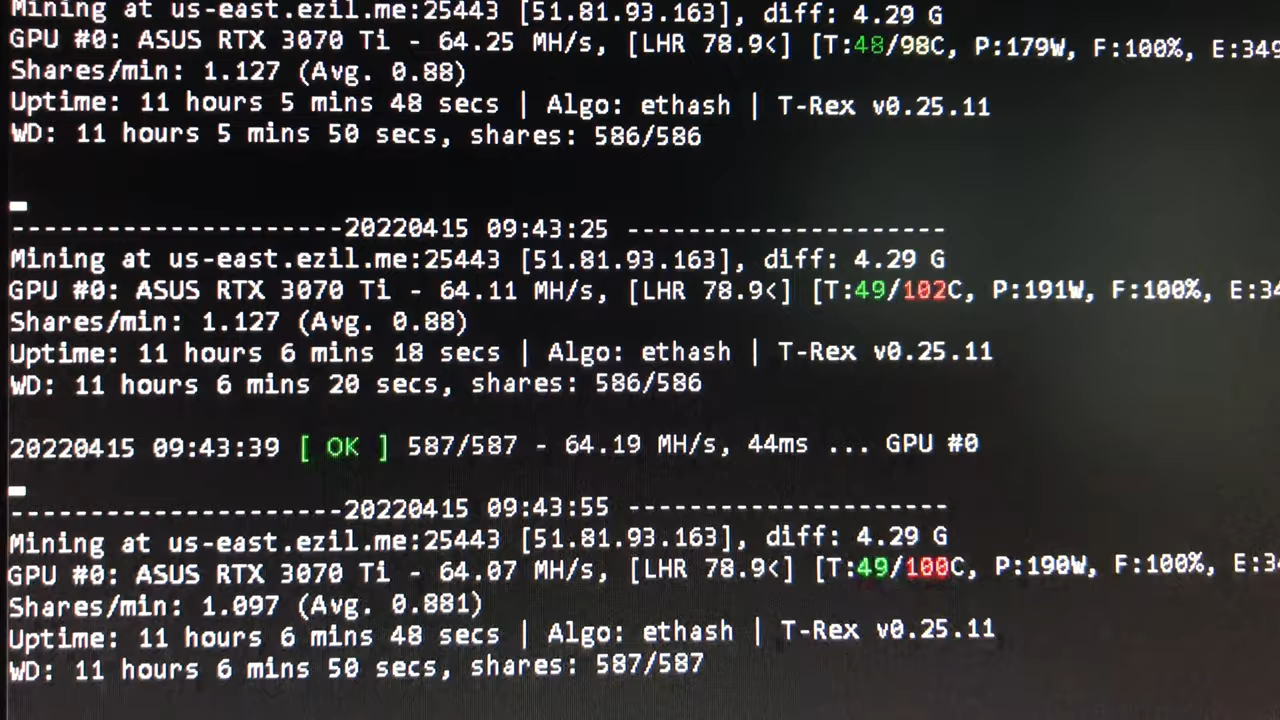 Mining at us-east.ezil.me:25443 [51.81.93.163], diff: 4.29 G
GPU #0: ASUS RTX 3070 Ti - 64.25 MH/s, [LHR 78.9<] [T:48/98C, P:179W, F:100%, E:349
Shares/min: 1.127 (Avg. 0.88)
Uptime: 11 hours 5 mins 48 secs | Algo: ethash | T-Rex v0.25.11
WD: 11 hours 5 mins 50 secs, shares: 586/586
---------------------20220415 09:43:25 ---------------------
Mining at us-east.ezil.me:25443 [51.81.93.163], diff: 4.29 G
GPU #0: ASUS RTX 3070 Ti - 64.11 MH/s, [LHR 78.9<] [T:49/102C, P:191W, F:100%, E:34
Shares/min: 1.127 (Avg. 0.88)
Uptime: 11 hours 6 mins 18 secs | Algo: ethash | T-Rex v0.25.11
WD: 11 hours 6 mins 20 secs, shares: 586/586
20220415 09:43:39 [ OK ] 587/587 - 64.19 MH/s, 44ms ... GPU #0
---------------------20220415 09:43:55 ---------------------
Mining at us-east.ezil.me:25443 [51.81.93.163], diff: 4.29 G
GPU #0: ASUS RTX 3070 Ti - 64.07 MH/s, [LHR 78.9<] [T:49/100C, P:190W, F:100%, E:34
Shares/min: 1.097 (Avg. 0.881)
Uptime: 11 hours 6 mins 48 secs | Algo: ethash | T-Rex v0.25.11
WD: 11 hours 6 mins 50 secs, shares: 587/587